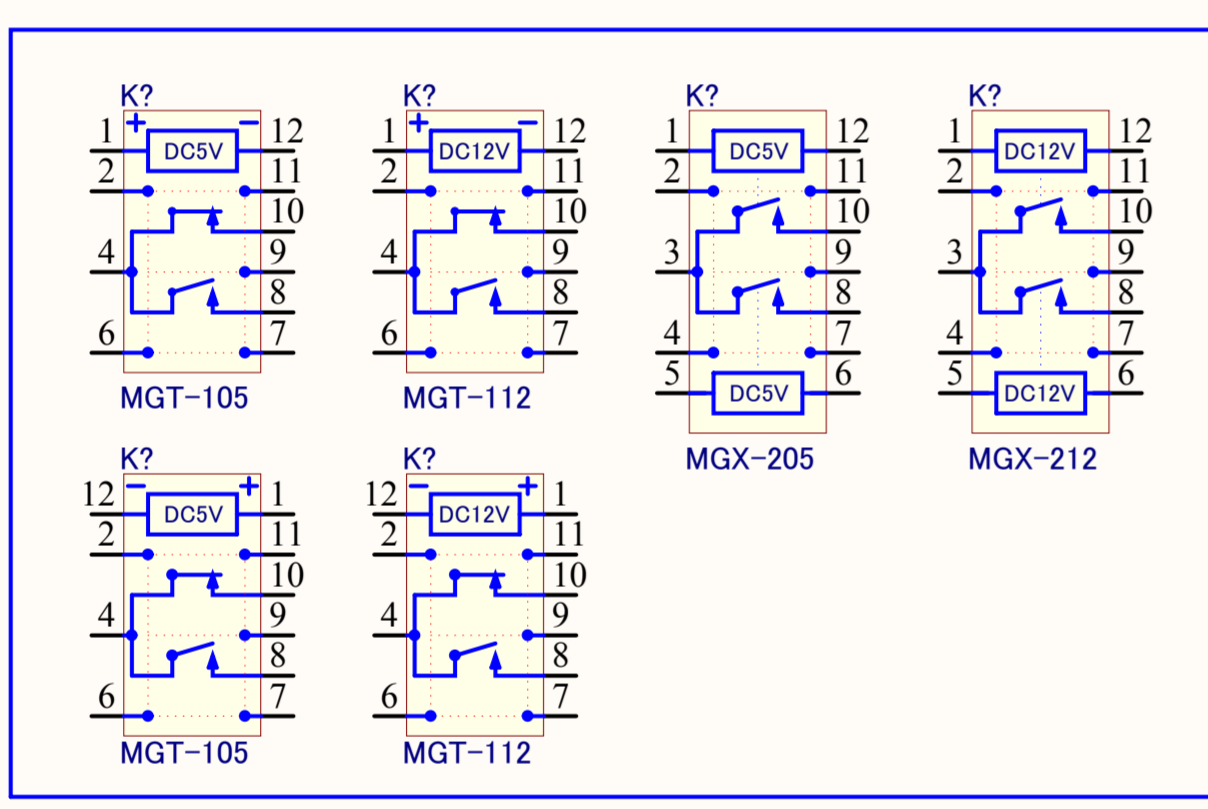 K? K? K? K?
+ − + −
1 DC5V 12 1 DC12V 12 1 DC5V 12 1 DC12V 12
2 11 2 11 2 11 2 11
10 10 10 10
4 9 4 9 3 9 3 9
8 8 8 8
6 7 6 7 4 7 4 7
5 DC5V 6 5 DC12V 6
MGT−105 MGT−112
MGX−205 MGX−212
K? K?
− + − +
12 DC5V 1 12 DC12V 1
2 11 2 11
10 10
4 9 4 9
8 8
6 7 6 7
MGT−105 MGT−112